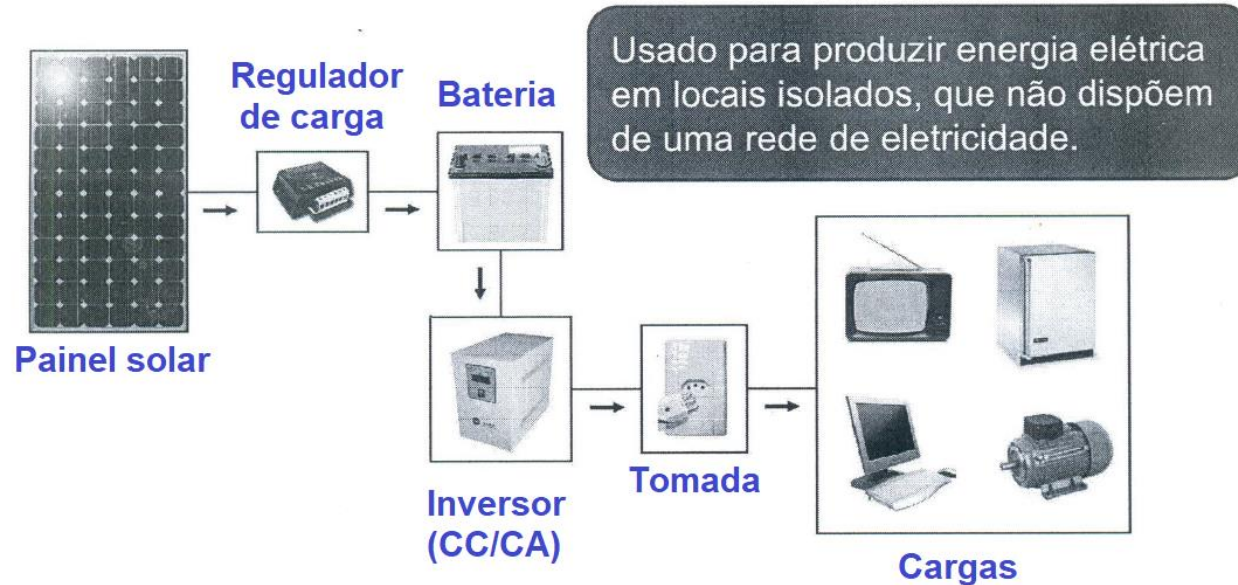 Usado para produzir energia elétrica
em locais isolados, que não dispõem
de uma rede de eletricidade.
Regulador
de carga
Bateria
Painel solar
Inversor
(CC/CA)
Tomada
Cargas